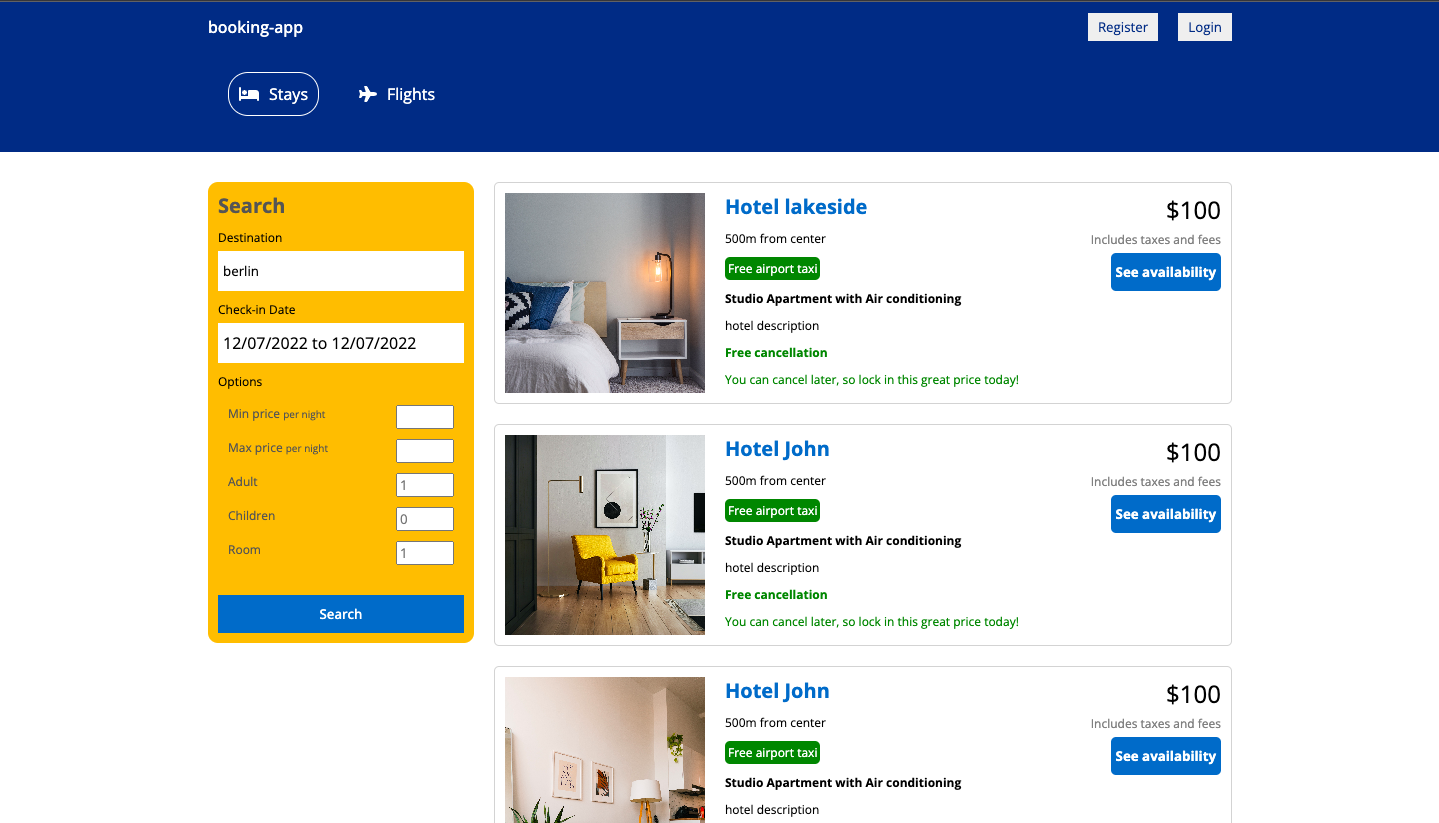 booking-app
Register Login
Stays Flights
Search
Destination
berlin
Check-in Date
12/07/2022 to 12/07/2022
Options
Min price per night
Max price per night
Adult 1
Children 0
Room 1
Search
Hotel lakeside
500m from center
Free airport taxi
Studio Apartment with Air conditioning
hotel description
Free cancellation
You can cancel later, so lock in this great price today!
$100
Includes taxes and fees
See availability
Hotel John
500m from center
Free airport taxi
Studio Apartment with Air conditioning
hotel description
Free cancellation
You can cancel later, so lock in this great price today!
$100
Includes taxes and fees
See availability
Hotel John
500m from center
Free airport taxi
Studio Apartment with Air conditioning
hotel description
$100
Includes taxes and fees
See availability